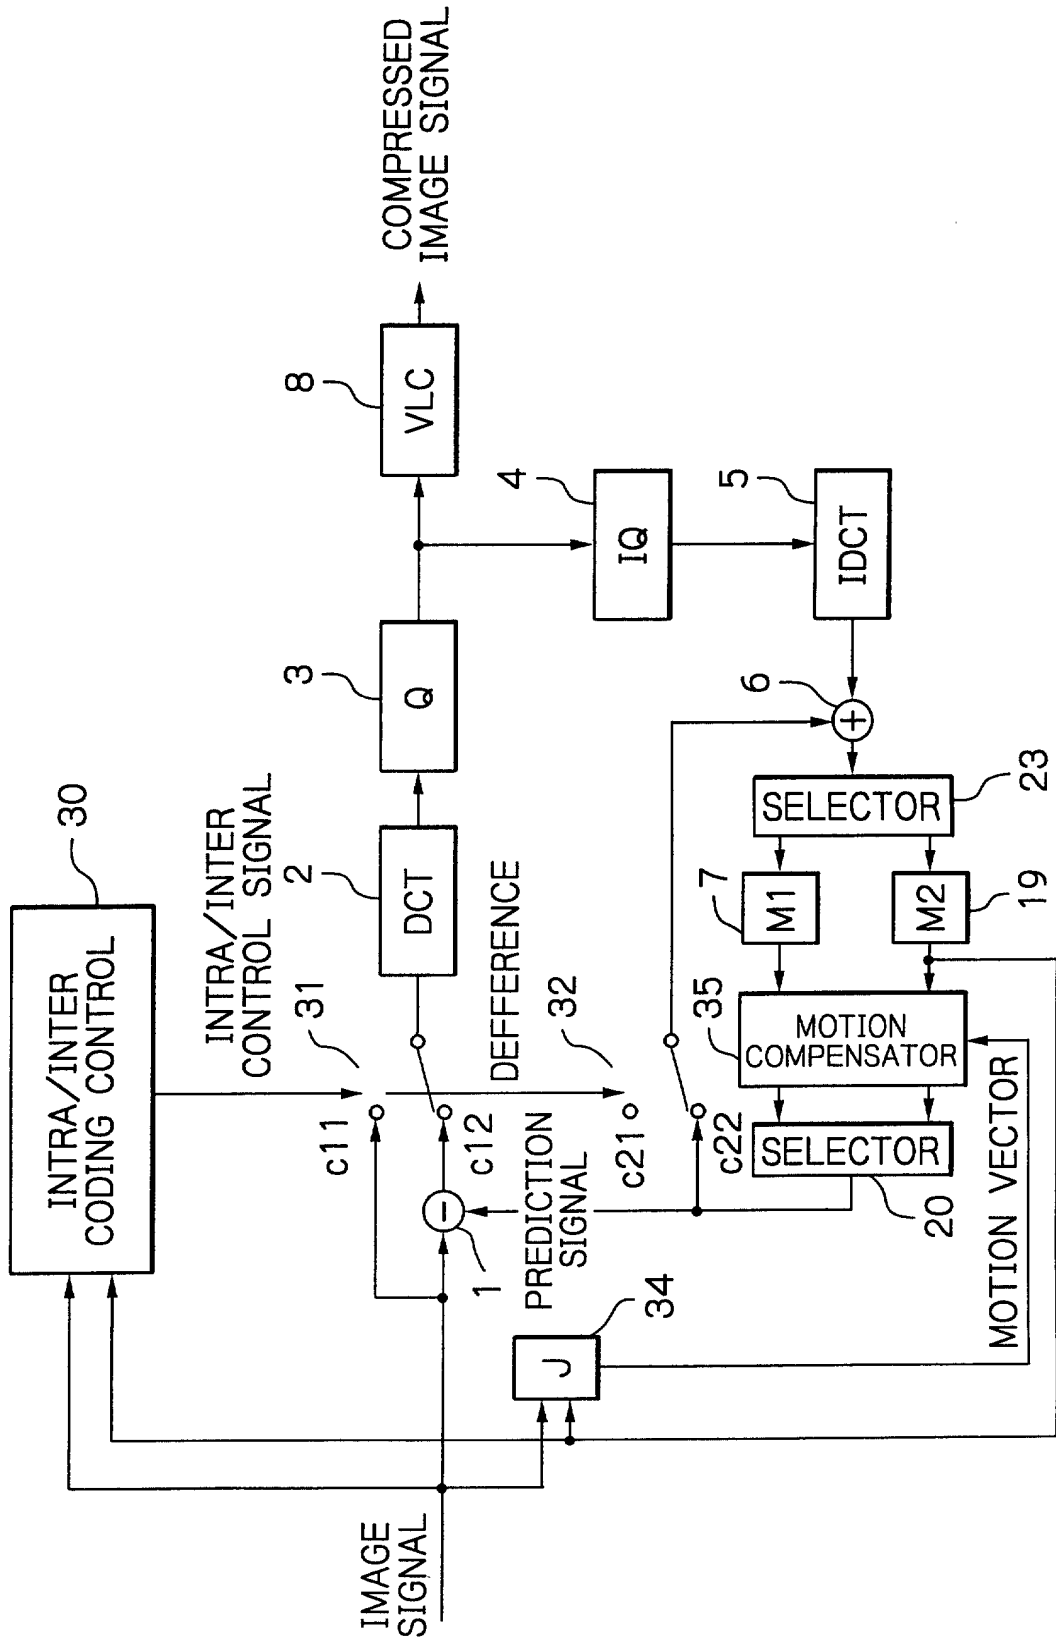 30
INTRA/INTER
CODING CONTROL
INTRA/INTER
CONTROL SIGNAL
31
c11
c12
IMAGE
SIGNAL
1
2
DCT
3
Q
8
VLC
COMPRESSED
IMAGE SIGNAL
DEFFERENCE
PREDICTION
SIGNAL
32
c21
c22
4
IQ
5
IDCT
6
34
J
20
SELECTOR
35
MOTION
COMPENSATOR
7
M1
M2
19
SELECTOR
23
MOTION VECTOR